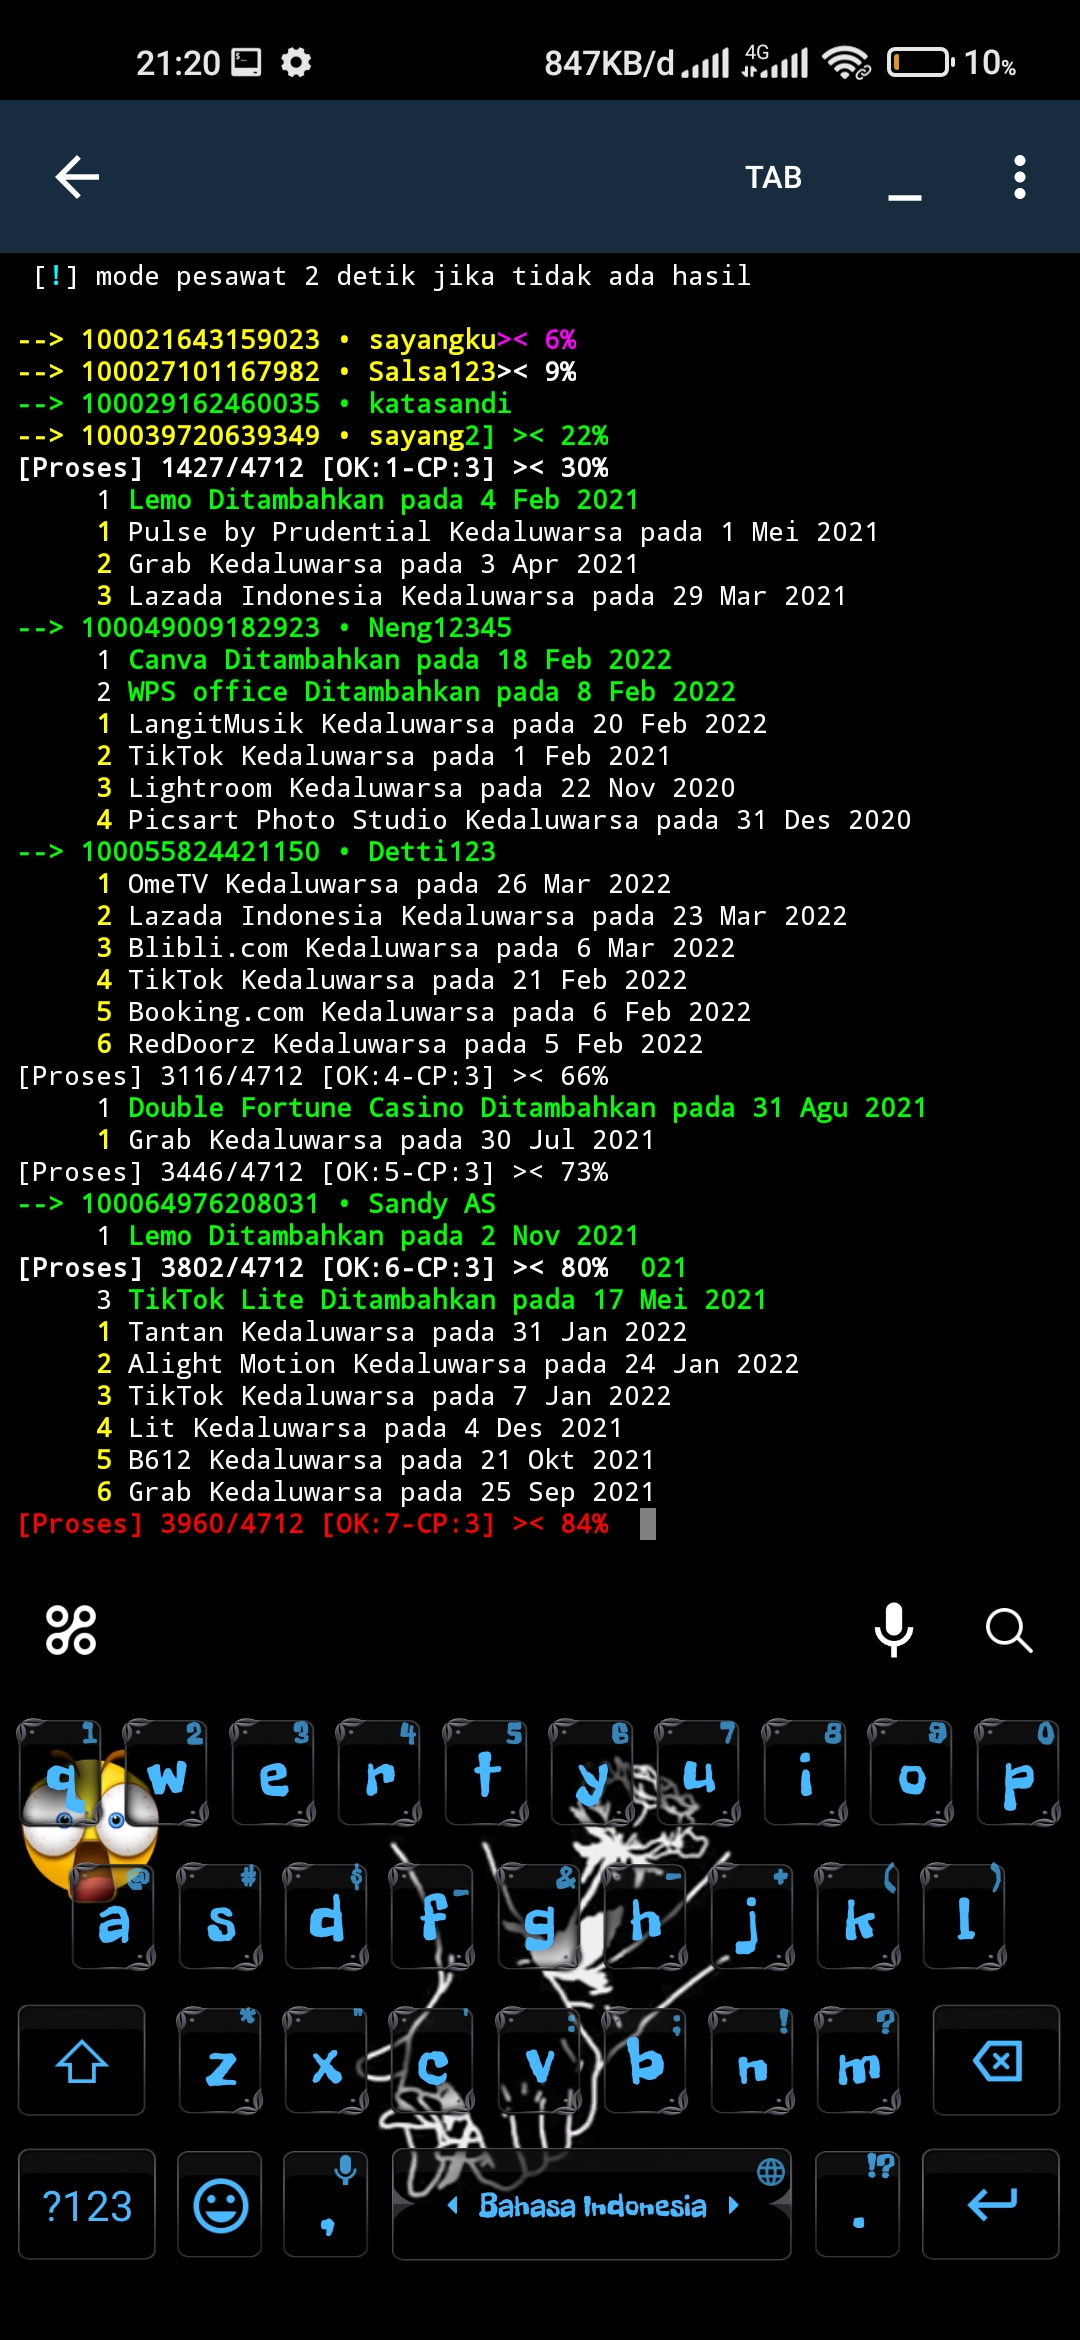 21:20 847KB/d 4G 10%
TAB
[!] mode pesawat 2 detik jika tidak ada hasil
--> 100021643159023 • sayangku>< 6%
--> 100027101167982 • Salsa123>< 9%
--> 100029162460035 • katasandi
--> 100039720639349 • sayang2] >< 22%
[Proses] 1427/4712 [OK:1-CP:3] >< 30%
1 Lemo Ditambahkan pada 4 Feb 2021
1 Pulse by Prudential Kedaluwarsa pada 1 Mei 2021
2 Grab Kedaluwarsa pada 3 Apr 2021
3 Lazada Indonesia Kedaluwarsa pada 29 Mar 2021
--> 100049009182923 • Neng12345
1 Canva Ditambahkan pada 18 Feb 2022
2 WPS office Ditambahkan pada 8 Feb 2022
1 LangitMusik Kedaluwarsa pada 20 Feb 2022
2 TikTok Kedaluwarsa pada 1 Feb 2021
3 Lightroom Kedaluwarsa pada 22 Nov 2020
4 Picsart Photo Studio Kedaluwarsa pada 31 Des 2020
--> 100055824421150 • Detti123
1 OmeTV Kedaluwarsa pada 26 Mar 2022
2 Lazada Indonesia Kedaluwarsa pada 23 Mar 2022
3 Blibli.com Kedaluwarsa pada 6 Mar 2022
4 TikTok Kedaluwarsa pada 21 Feb 2022
5 Booking.com Kedaluwarsa pada 6 Feb 2022
6 RedDoorz Kedaluwarsa pada 5 Feb 2022
[Proses] 3116/4712 [OK:4-CP:3] >< 66%
1 Double Fortune Casino Ditambahkan pada 31 Agu 2021
1 Grab Kedaluwarsa pada 30 Jul 2021
[Proses] 3446/4712 [OK:5-CP:3] >< 73%
--> 100064976208031 • Sandy AS
1 Lemo Ditambahkan pada 2 Nov 2021
[Proses] 3802/4712 [OK:6-CP:3] >< 80% 021
3 TikTok Lite Ditambahkan pada 17 Mei 2021
1 Tantan Kedaluwarsa pada 31 Jan 2022
2 Alight Motion Kedaluwarsa pada 24 Jan 2022
3 TikTok Kedaluwarsa pada 7 Jan 2022
4 Lit Kedaluwarsa pada 4 Des 2021
5 B612 Kedaluwarsa pada 21 Okt 2021
6 Grab Kedaluwarsa pada 25 Sep 2021
[Proses] 3960/4712 [OK:7-CP:3] >< 84%
1 2 3 4 5 6 7 8 9 0
q w e r t y u i o p
@ # $ - & - + ( )
a s d f g h j k l
* " ' : ; ! ?
z x c v b n m
!?
?123 , Bahasa Indonesia .